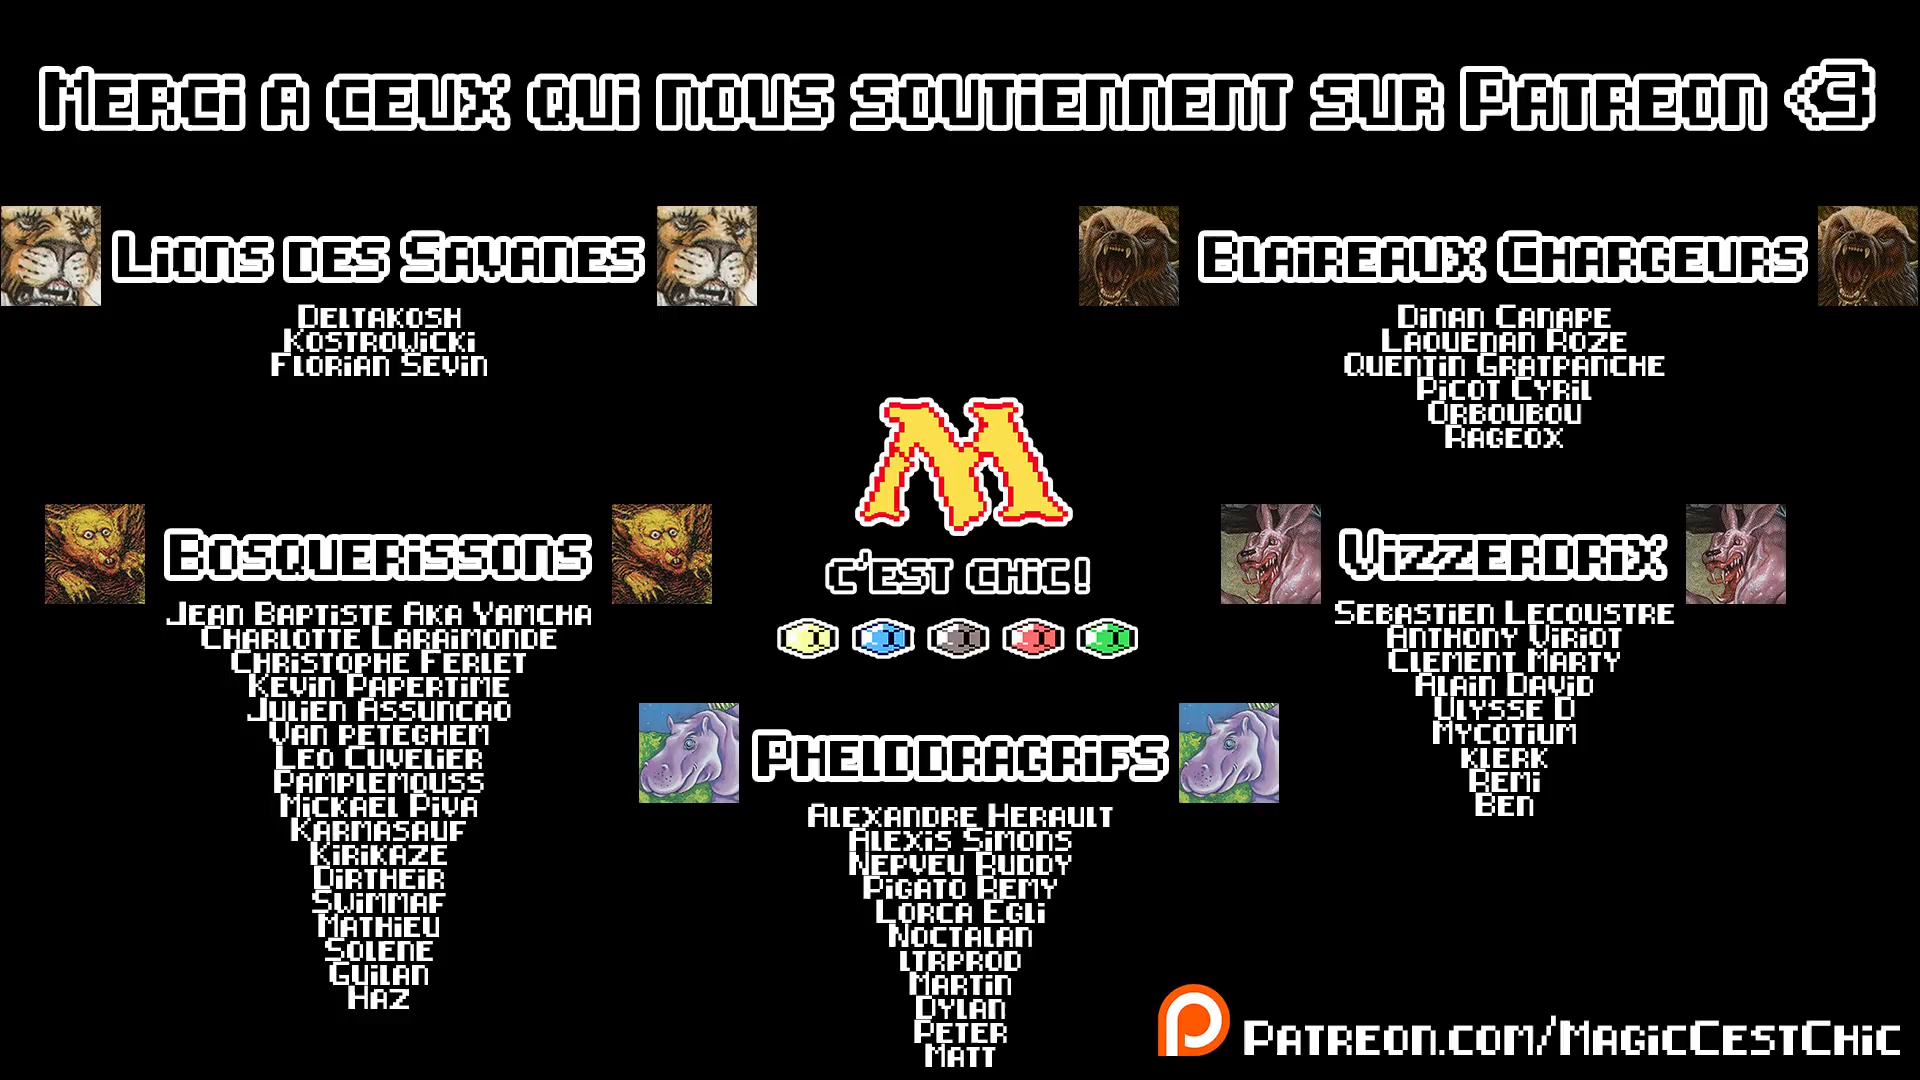 Merci a ceux qui nous soutiennent sur Patreon <3
Lions des Savanes
Deltakosh
Kostrowicki
Florian Sevin
Blaireaux Chargeurs
Dinan Canape
Laouenan Roze
Quentin Gratpanche
Picot Cyril
Orboubou
Rageox
M
C'est chic!
Bosquerissons
Jean Baptiste Aka Yamcha
Charlotte Laraimonde
Christophe Ferlet
Kevin Papertime
Julien Assuncao
Van peteghem
Leo Cuvelier
Pamplemouss
Mickael Piva
Karmasauf
Kirikaze
Dirtheir
Swimmaf
Mathieu
Solene
Guilan
Haz
Phelddragrifs
Alexandre Herault
Alexis Simons
Nepveu Ruddy
Pigato Remy
Lorca Egli
Noctalan
ltrprod
Martin
Dylan
Peter
Matt
Vizzerdrix
Sebastien Lecoustre
Anthony Viriot
Clement Marty
Alain David
Ulysse D
Mycotium
klerk
Remi
Ben
Patreon.com/MagicCestChic